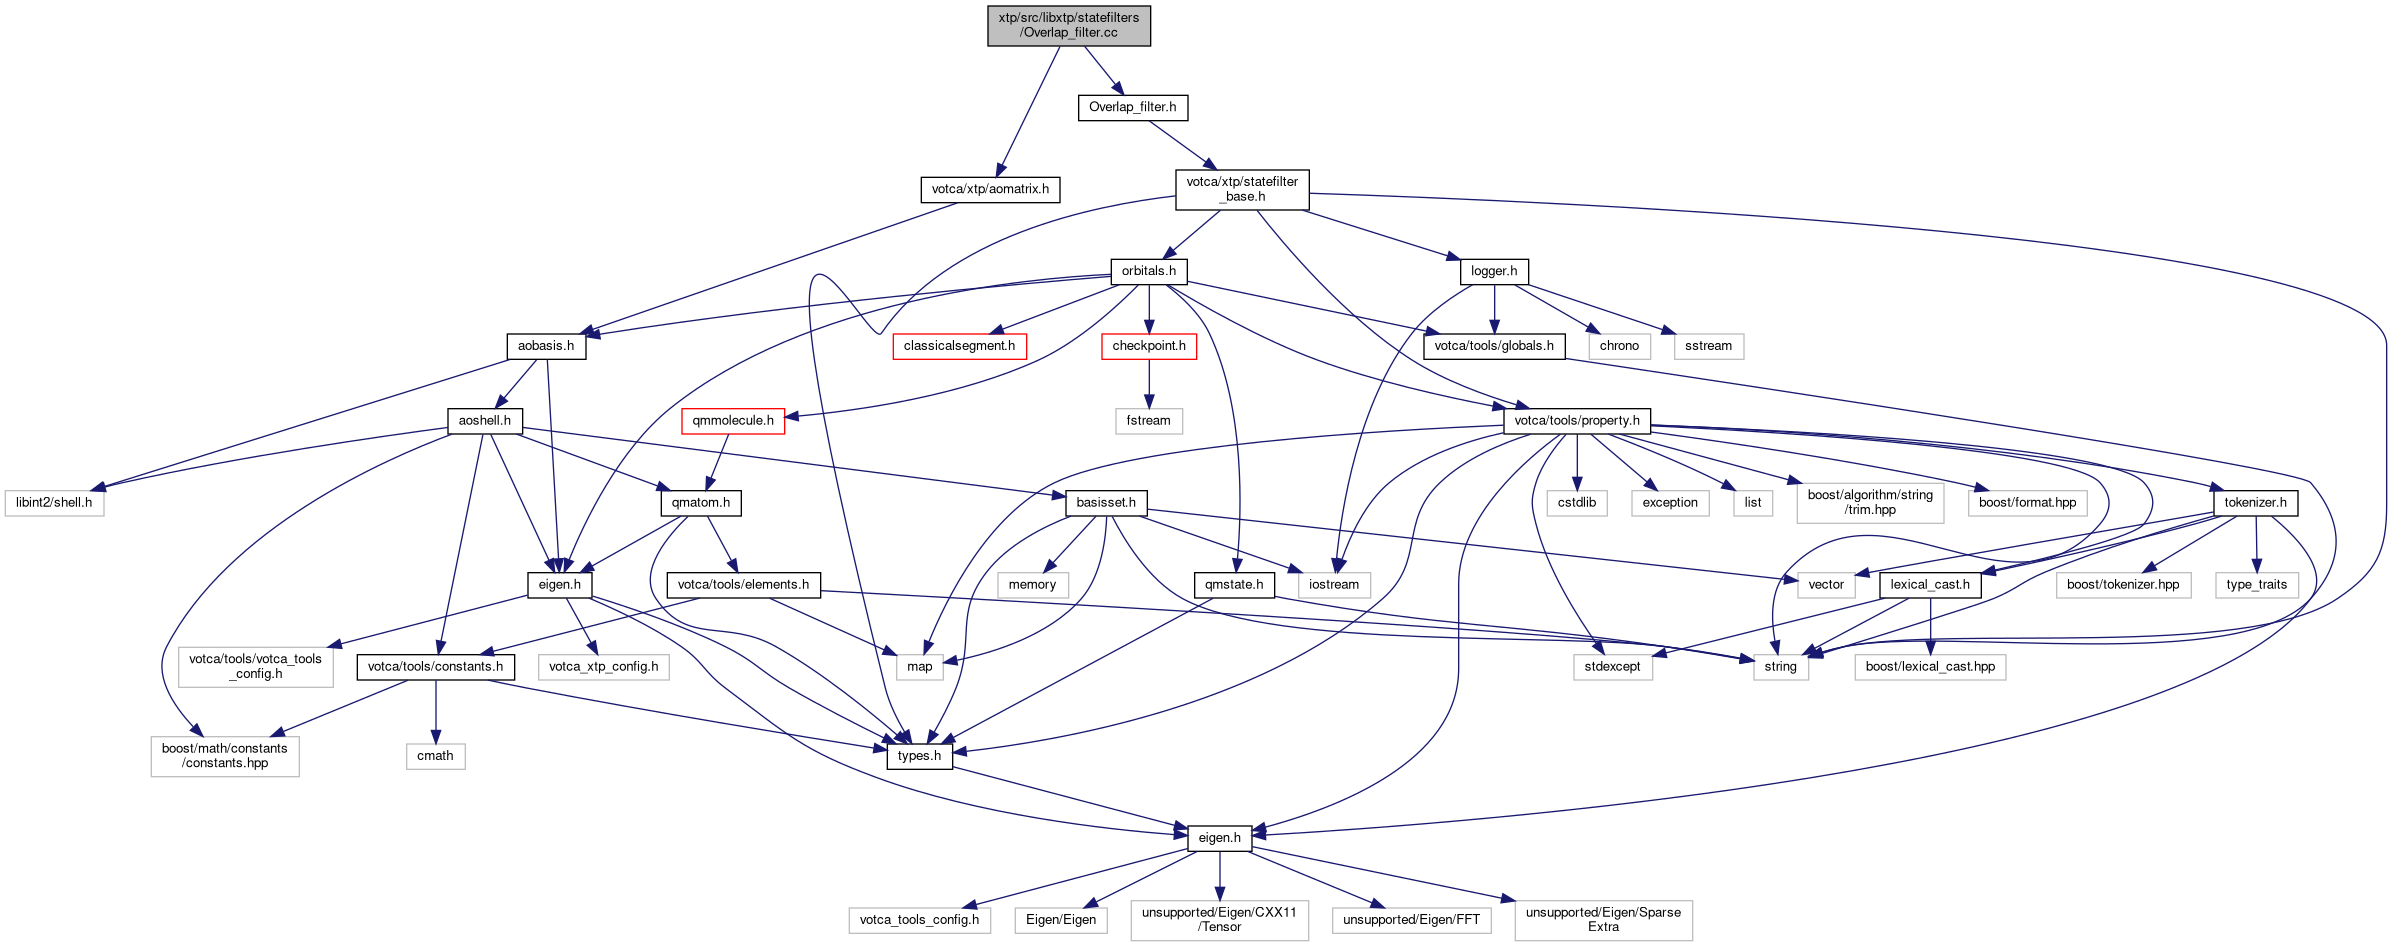 xtp/src/libxtp/statefilters
/Overlap_filter.cc
Overlap_filter.h
votca/xtp/aomatrix.h
votca/xtp/statefilter
_base.h
orbitals.h
logger.h
aobasis.h
classicalsegment.h
checkpoint.h
votca/tools/globals.h
chrono
sstream
aoshell.h
qmmolecule.h
fstream
votca/tools/property.h
libint2/shell.h
qmatom.h
basisset.h
cstdlib
exception
list
boost/algorithm/string
/trim.hpp
boost/format.hpp
tokenizer.h
eigen.h
votca/tools/elements.h
memory
qmstate.h
iostream
vector
lexical_cast.h
boost/tokenizer.hpp
type_traits
votca/tools/votca_tools
_config.h
votca/tools/constants.h
votca_xtp_config.h
map
stdexcept
string
boost/lexical_cast.hpp
boost/math/constants
/constants.hpp
cmath
types.h
eigen.h
votca_tools_config.h
Eigen/Eigen
unsupported/Eigen/CXX11
/Tensor
unsupported/Eigen/FFT
unsupported/Eigen/Sparse
Extra